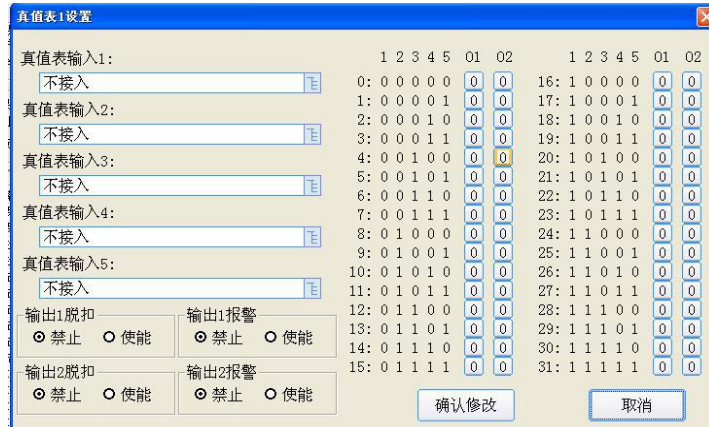 真值表1设置
真值表输入1:
不接入
真值表输入2:
不接入
真值表输入3:
不接入
真值表输入4:
不接入
真值表输入5:
不接入
输出1脱扣
禁止 使能
输出1报警
禁止 使能
输出2脱扣
禁止 使能
输出2报警
禁止 使能
1 2 3 4 5 O1 O2
0: 0 0 0 0 0 0 0
1: 0 0 0 0 1 0 0
2: 0 0 0 1 0 0 0
3: 0 0 0 1 1 0 0
4: 0 0 1 0 0 0 0
5: 0 0 1 0 1 0 0
6: 0 0 1 1 0 0 0
7: 0 0 1 1 1 0 0
8: 0 1 0 0 0 0 0
9: 0 1 0 0 1 0 0
10: 0 1 0 1 0 0 0
11: 0 1 0 1 1 0 0
12: 0 1 1 0 0 0 0
13: 0 1 1 0 1 0 0
14: 0 1 1 1 0 0 0
15: 0 1 1 1 1 0 0
1 2 3 4 5 O1 O2
16: 1 0 0 0 0 0 0
17: 1 0 0 0 1 0 0
18: 1 0 0 1 0 0 0
19: 1 0 0 1 1 0 0
20: 1 0 1 0 0 0 0
21: 1 0 1 0 1 0 0
22: 1 0 1 1 0 0 0
23: 1 0 1 1 1 0 0
24: 1 1 0 0 0 0 0
25: 1 1 0 0 1 0 0
26: 1 1 0 1 0 0 0
27: 1 1 0 1 1 0 0
28: 1 1 1 0 0 0 0
29: 1 1 1 0 1 0 0
30: 1 1 1 1 0 0 0
31: 1 1 1 1 1 0 0
确认修改
取消